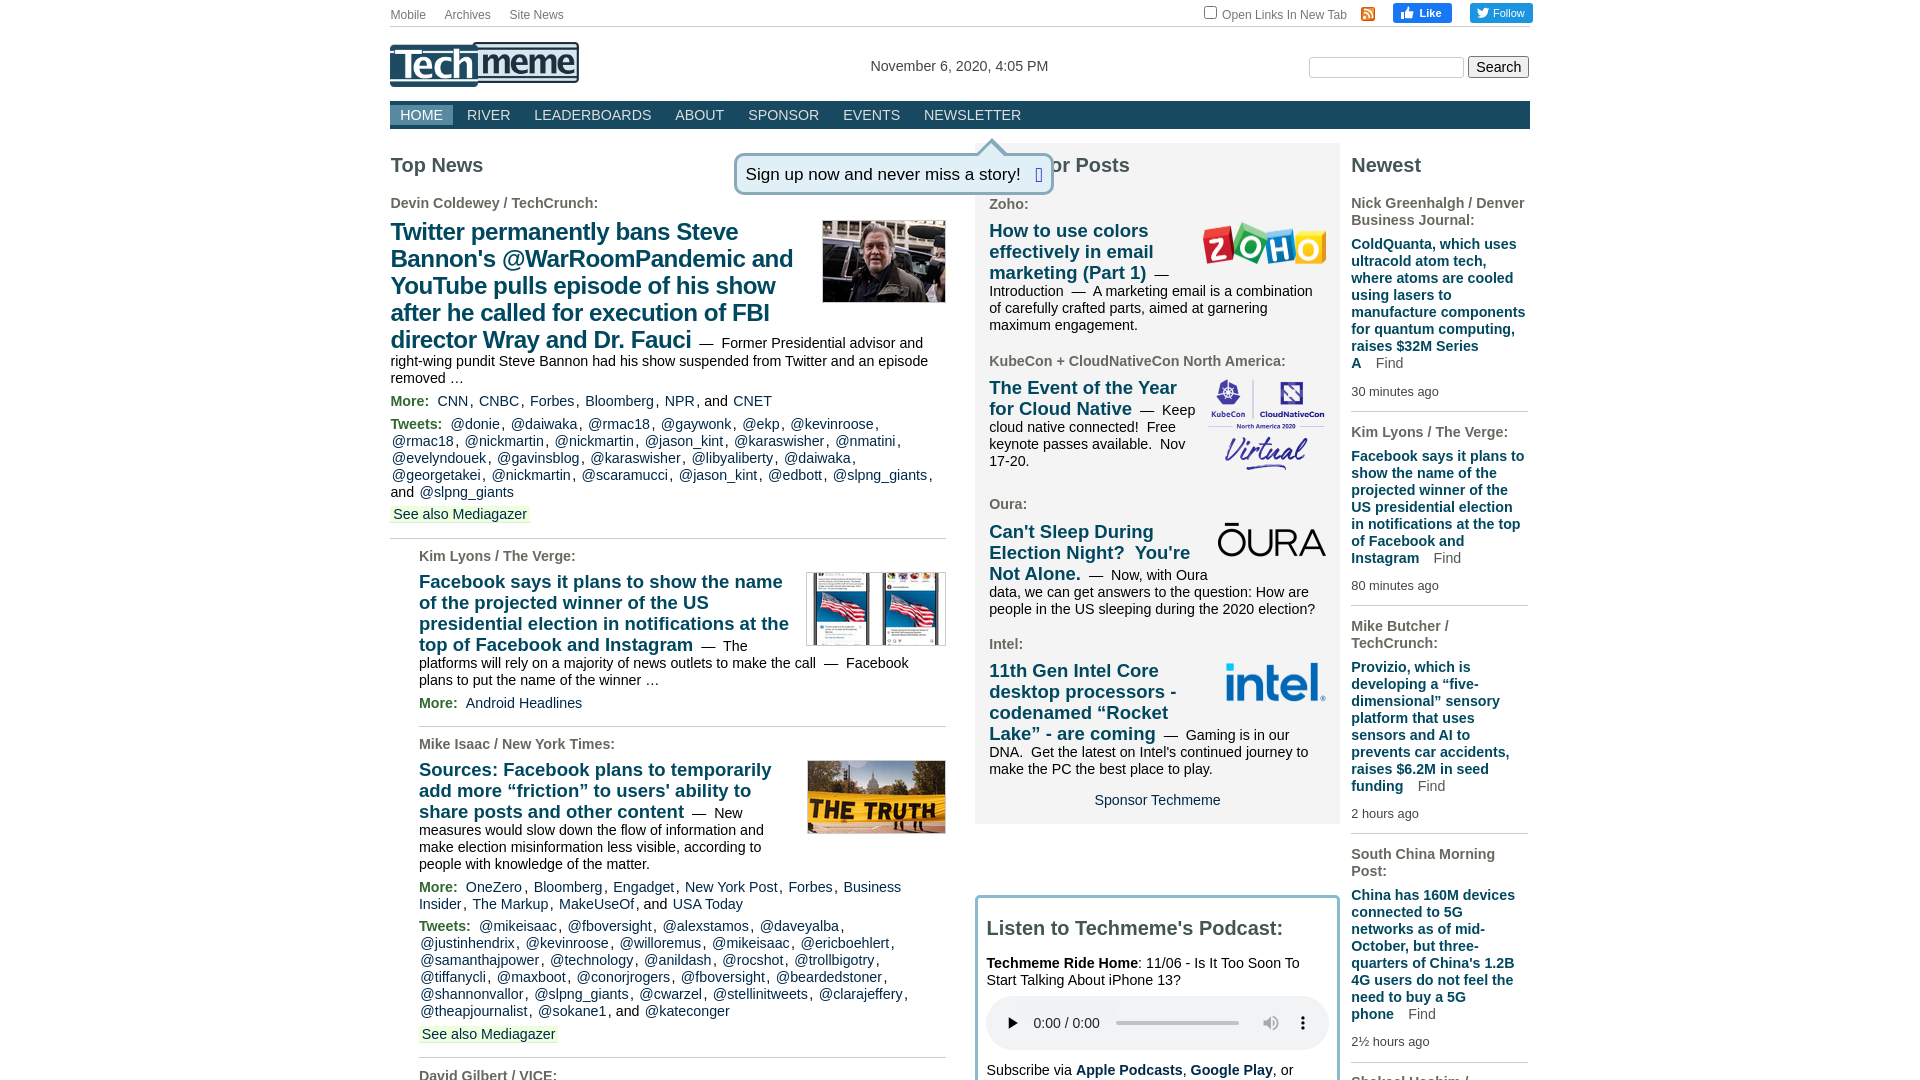 Mobile Archives Site News
Open Links In New Tab
Like
Follow
Techmeme
November 6, 2020, 4:05 PM
Search
HOME RIVER LEADERBOARDS ABOUT SPONSOR EVENTS NEWSLETTER
Sign up now and never miss a story!
Top News
Devin Coldewey / TechCrunch:
Twitter permanently bans Steve
Bannon's @WarRoomPandemic and
YouTube pulls episode of his show
after he called for execution of FBI
director Wray and Dr. Fauci — Former Presidential advisor and
right-wing pundit Steve Bannon had his show suspended from Twitter and an episode
removed …
More: CNN, CNBC, Forbes, Bloomberg, NPR, and CNET
Tweets: @donie, @daiwaka, @rmac18, @gaywonk, @ekp, @kevinroose,
@rmac18, @nickmartin, @nickmartin, @jason_kint, @karaswisher, @nmatini,
@evelyndouek, @gavinsblog, @karaswisher, @libyaliberty, @daiwaka,
@georgetakei, @nickmartin, @scaramucci, @jason_kint, @edbott, @slpng_giants,
and @slpng_giants
See also Mediagazer
Kim Lyons / The Verge:
Facebook says it plans to show the name
of the projected winner of the US
presidential election in notifications at the
top of Facebook and Instagram — The
platforms will rely on a majority of news outlets to make the call — Facebook
plans to put the name of the winner …
More: Android Headlines
Mike Isaac / New York Times:
Sources: Facebook plans to temporarily
add more “friction” to users' ability to
share posts and other content — New
measures would slow down the flow of information and
make election misinformation less visible, according to
people with knowledge of the matter.
THE TRUTH
More: OneZero, Bloomberg, Engadget, New York Post, Forbes, Business
Insider, The Markup, MakeUseOf, and USA Today
Tweets: @mikeisaac, @fboversight, @alexstamos, @daveyalba,
@justinhendrix, @kevinroose, @willoremus, @mikeisaac, @ericboehlert,
@samanthajpower, @technology, @anildash, @rocshot, @trollbigotry,
@tiffanycli, @maxboot, @conorjrogers, @fboversight, @beardedstoner,
@shannonvallor, @slpng_giants, @cwarzel, @stellinitweets, @clarajeffery,
@theapjournalist, @sokane1, and @kateconger
See also Mediagazer
David Gilbert / VICE:
or Posts
Zoho:
How to use colors
effectively in email
marketing (Part 1) —
Introduction — A marketing email is a combination
of carefully crafted parts, aimed at garnering
maximum engagement.
ZOHO
KubeCon + CloudNativeCon North America:
The Event of the Year
for Cloud Native — Keep
cloud native connected! Free
keynote passes available. Nov
17-20.
KubeCon CloudNativeCon
North America 2020
Virtual
Oura:
Can't Sleep During
Election Night? You're
Not Alone. — Now, with Oura
data, we can get answers to the question: How are
people in the US sleeping during the 2020 election?
ŌURA
Intel:
11th Gen Intel Core
desktop processors -
codenamed “Rocket
Lake” - are coming — Gaming is in our
DNA. Get the latest on Intel's continued journey to
make the PC the best place to play.
intel
Sponsor Techmeme
Listen to Techmeme's Podcast:
Techmeme Ride Home: 11/06 - Is It Too Soon To
Start Talking About iPhone 13?
0:00 / 0:00
Subscribe via Apple Podcasts, Google Play, or
Newest
Nick Greenhalgh / Denver
Business Journal:
ColdQuanta, which uses
ultracold atom tech,
where atoms are cooled
using lasers to
manufacture components
for quantum computing,
raises $32M Series
A Find
30 minutes ago
Kim Lyons / The Verge:
Facebook says it plans to
show the name of the
projected winner of the
US presidential election
in notifications at the top
of Facebook and
Instagram Find
80 minutes ago
Mike Butcher /
TechCrunch:
Provizio, which is
developing a “five-
dimensional” sensory
platform that uses
sensors and AI to
prevents car accidents,
raises $6.2M in seed
funding Find
2 hours ago
South China Morning
Post:
China has 160M devices
connected to 5G
networks as of mid-
October, but three-
quarters of China's 1.2B
4G users do not feel the
need to buy a 5G
phone Find
2½ hours ago